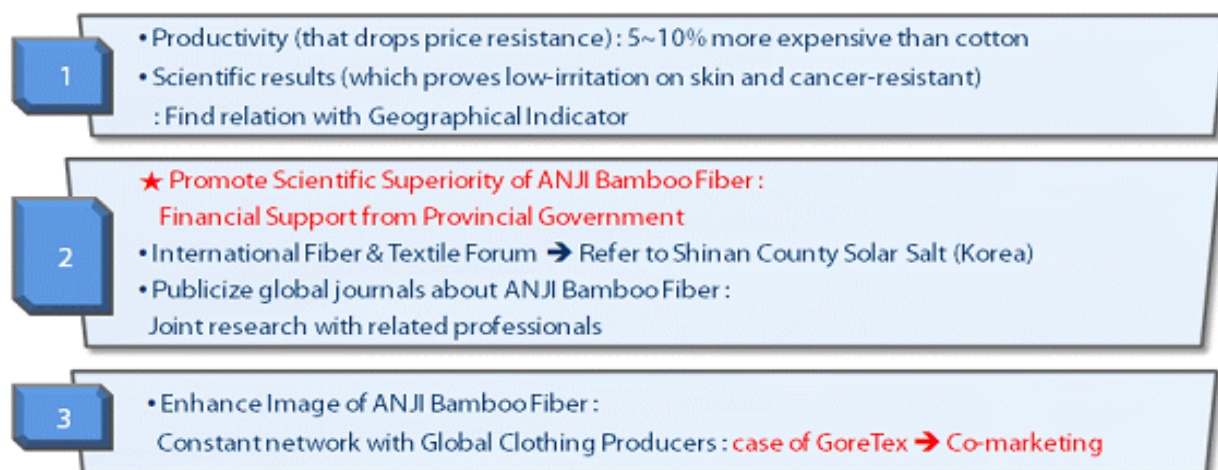 1
• Productivity (that drops price resistance) : 5~10% more expensive than cotton
• Scientific results (which proves low-irritation on skin and cancer-resistant)
: Find relation with Geographical Indicator
2
★ Promote Scientific Superiority of ANJI Bamboo Fiber :
Financial Support from Provincial Government
• International Fiber & Textile Forum ➔ Refer to Shinan County Solar Salt (Korea)
• Publicize global journals about ANJI Bamboo Fiber :
Joint research with related professionals
3
• Enhance Image of ANJI Bamboo Fiber :
Constant network with Global Clothing Producers : case of GoreTex ➔ Co-marketing